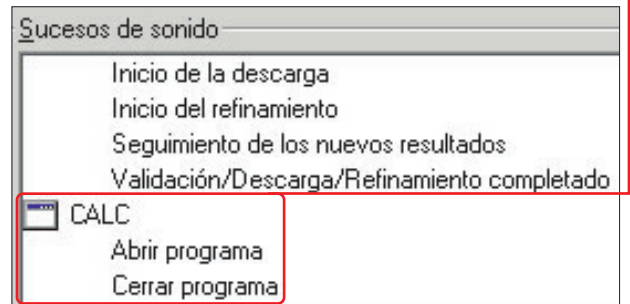 Sucesos de sonido
Inicio de la descarga
Inicio del refinamiento
Seguimiento de los nuevos resultados
Validación/Descarga/Refinamiento completado
CALC
Abrir programa
Cerrar programa